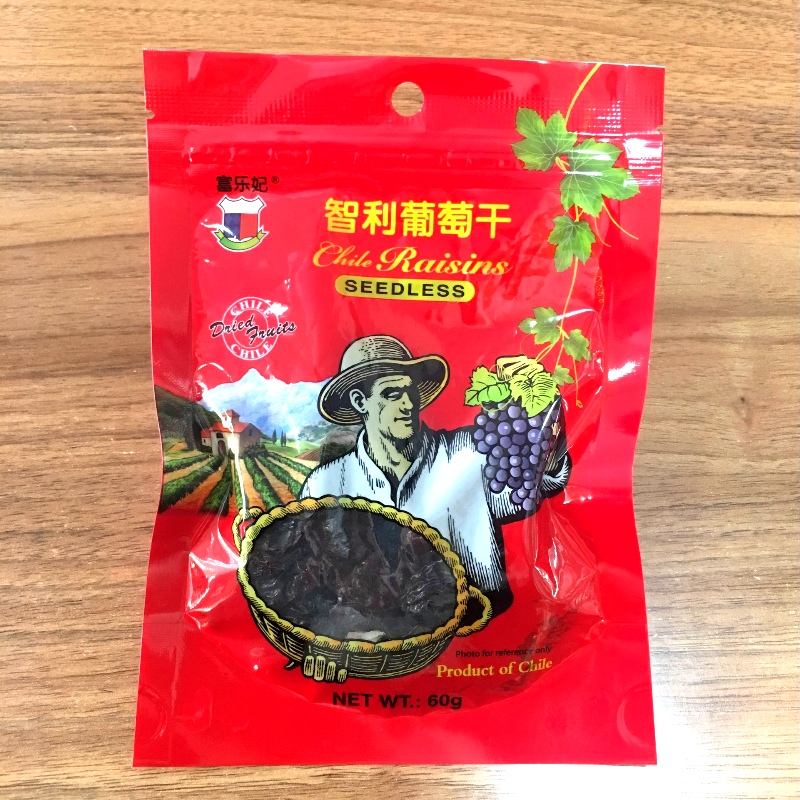 富乐妃®
智利葡萄干
Chile Raisins
SEEDLESS
CHILE
Dried Fruits
CHILE
Photo for reference only
Product of Chile
NET WT.: 60g